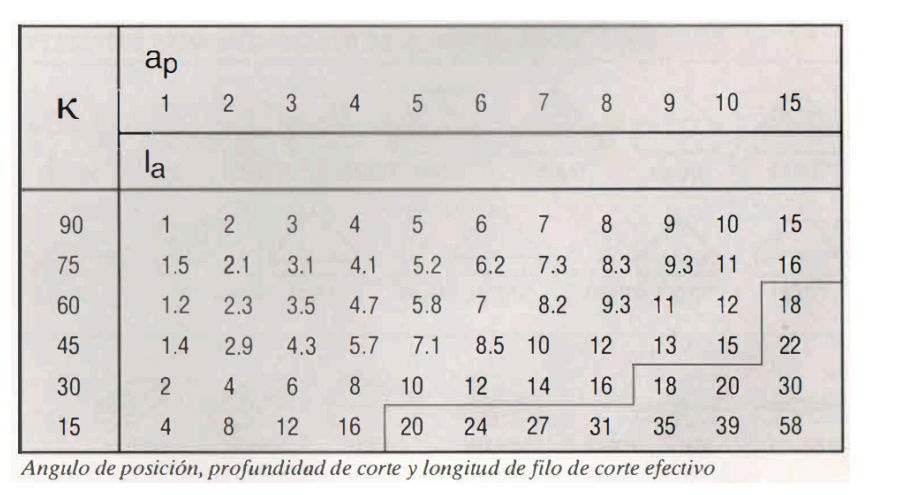 ap
κ 1 2 3 4 5 6 7 8 9 10 15
la
90 1 2 3 4 5 6 7 8 9 10 15
75 1.5 2.1 3.1 4.1 5.2 6.2 7.3 8.3 9.3 11 16
60 1.2 2.3 3.5 4.7 5.8 7 8.2 9.3 11 12 18
45 1.4 2.9 4.3 5.7 7.1 8.5 10 12 13 15 22
30 2 4 6 8 10 12 14 16 18 20 30
15 4 8 12 16 20 24 27 31 35 39 58
Angulo de posición, profundidad de corte y longitud de filo de corte efectivo